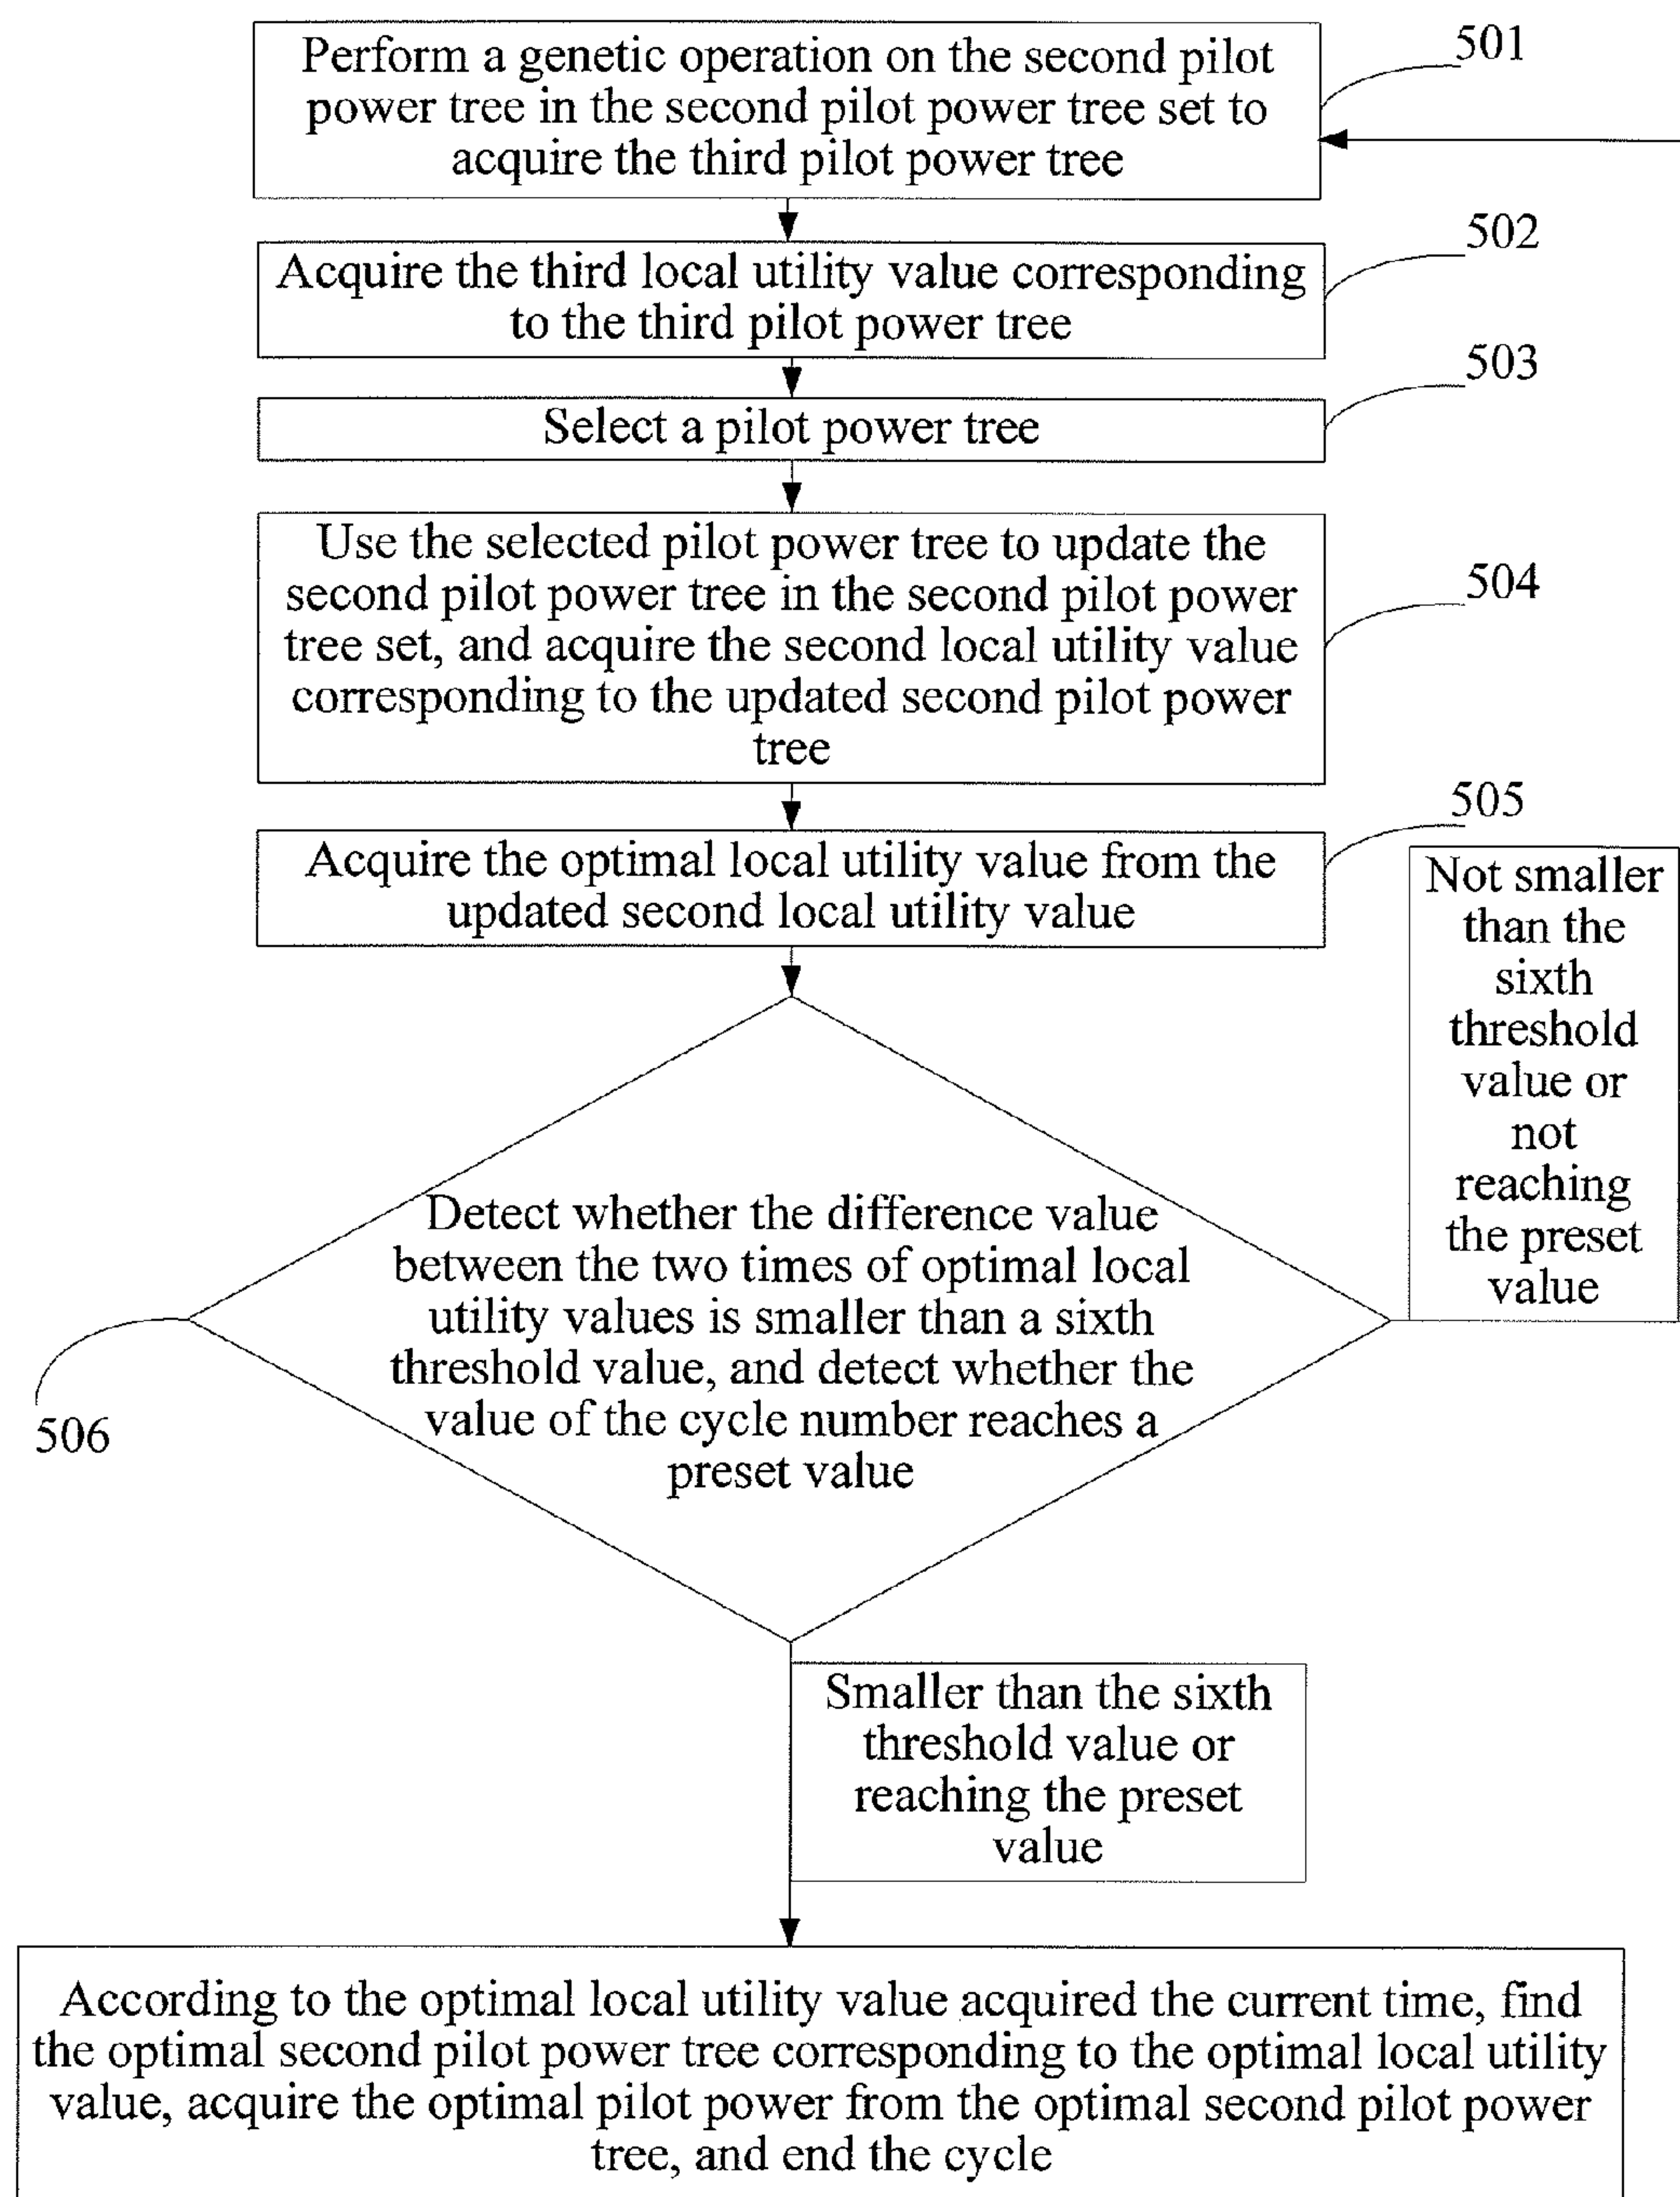 Perform a genetic operation on the second pilot
power tree in the second pilot power tree set to
acquire the third pilot power tree
501
Acquire the third local utility value corresponding
to the third pilot power tree
502
Select a pilot power tree
503
Use the selected pilot power tree to update the
second pilot power tree in the second pilot power
tree set, and acquire the second local utility value
corresponding to the updated second pilot power
tree
504
Acquire the optimal local utility value from the
updated second local utility value
505
Not smaller
than the
sixth
threshold
value or
not
reaching
the preset
value
Detect whether the difference value
between the two times of optimal local
utility values is smaller than a sixth
threshold value, and detect whether the
value of the cycle number reaches a
preset value
506
Smaller than the sixth
threshold value or
reaching the preset
value
According to the optimal local utility value acquired the current time, find
the optimal second pilot power tree corresponding to the optimal local utility
value, acquire the optimal pilot power from the optimal second pilot power
tree, and end the cycle